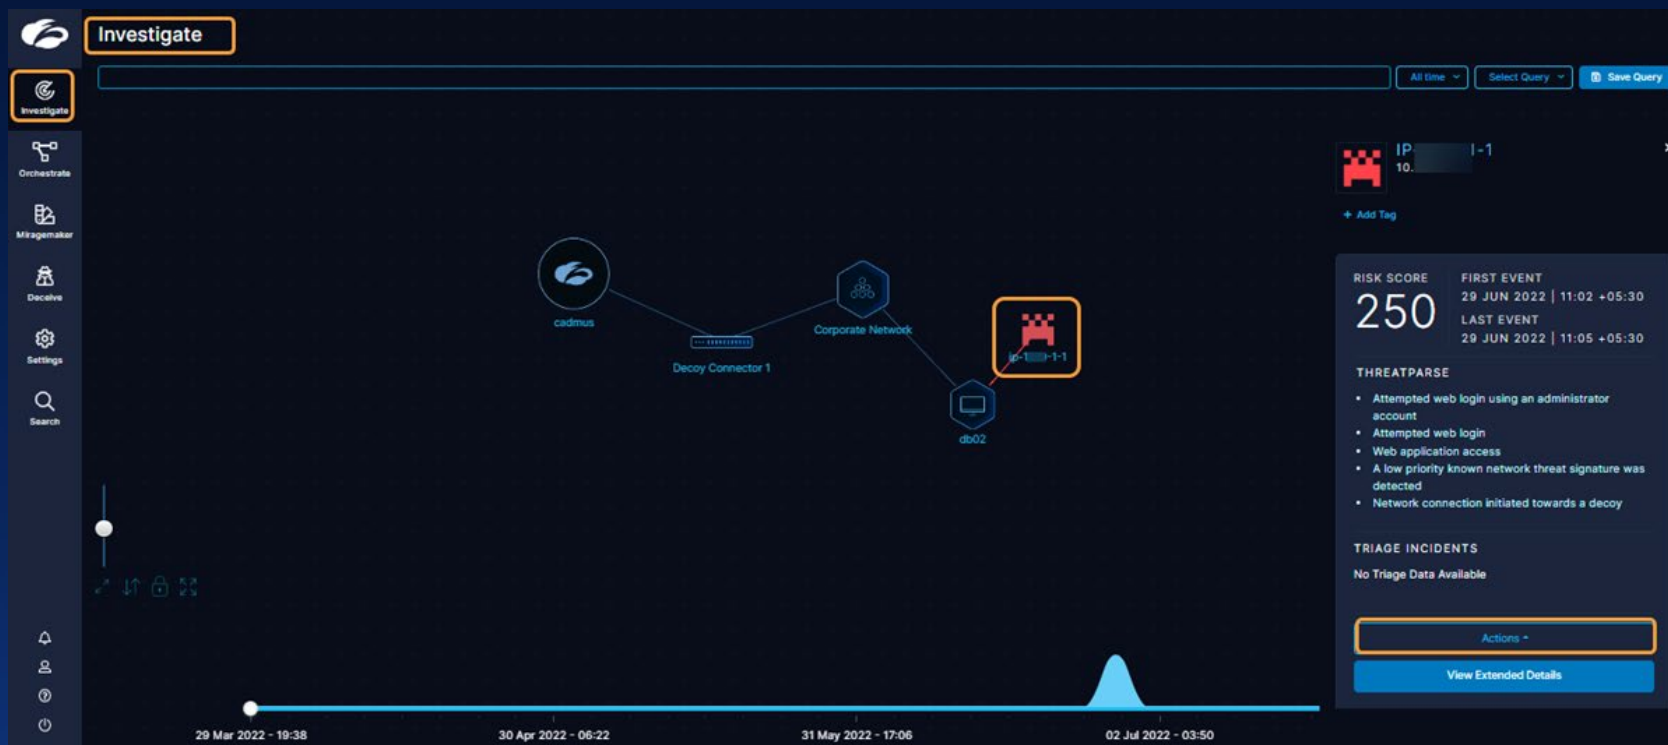 Investigate
All time
Select Query
Save Query
Investigate
Orchestrate
Miragemaker
Deceive
Settings
Search
cadmus
Decoy Connector 1
Corporate Network
-1-1
db02
IP- -1
10.
+ Add Tag
RISK SCORE
250
FIRST EVENT
29 JUN 2022 | 11:02 +05:30
LAST EVENT
29 JUN 2022 | 11:05 +05:30
THREATPARSE
• Attempted web login using an administrator
account
• Attempted web login
• Web application access
• A low priority known network threat signature was
detected
• Network connection initiated towards a decoy
TRIAGE INCIDENTS
No Triage Data Available
Actions
View Extended Details
29 Mar 2022 - 19:38
30 Apr 2022 - 06:22
31 May 2022 - 17:06
02 Jul 2022 - 03:50